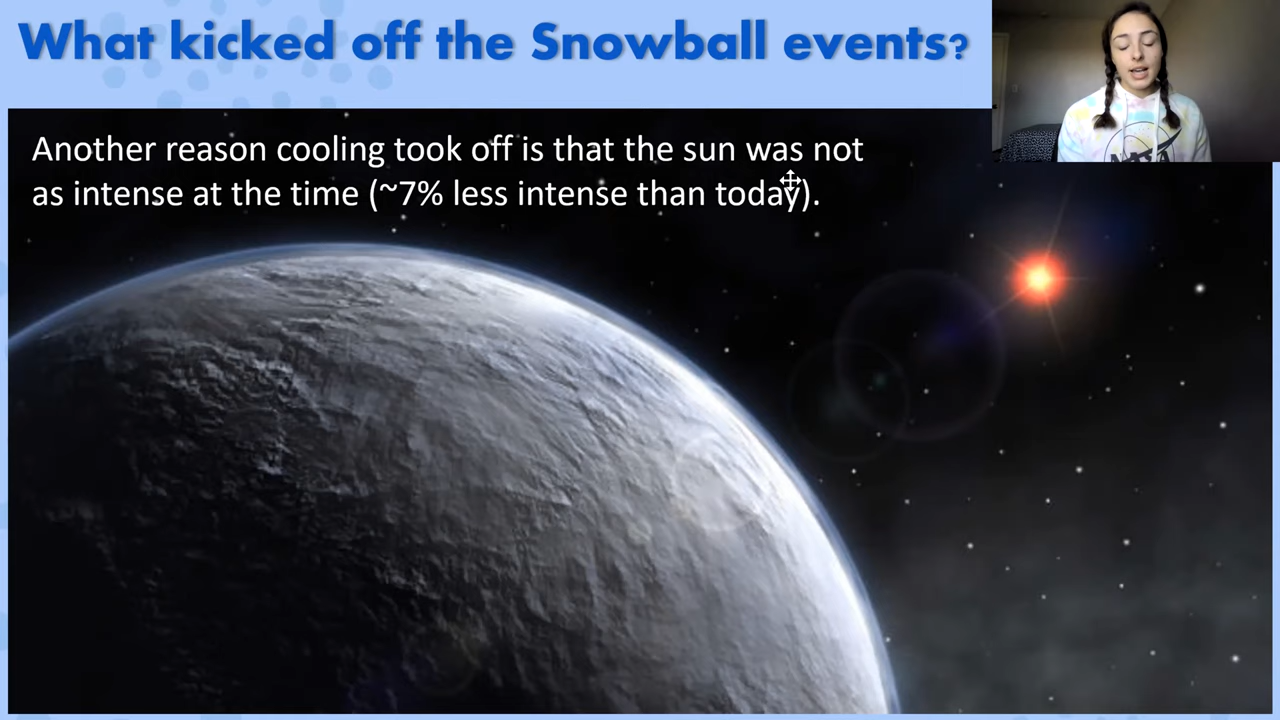 What kicked off the Snowball events?
Another reason cooling took off is that the sun was not
as intense at the time (~7% less intense than today).